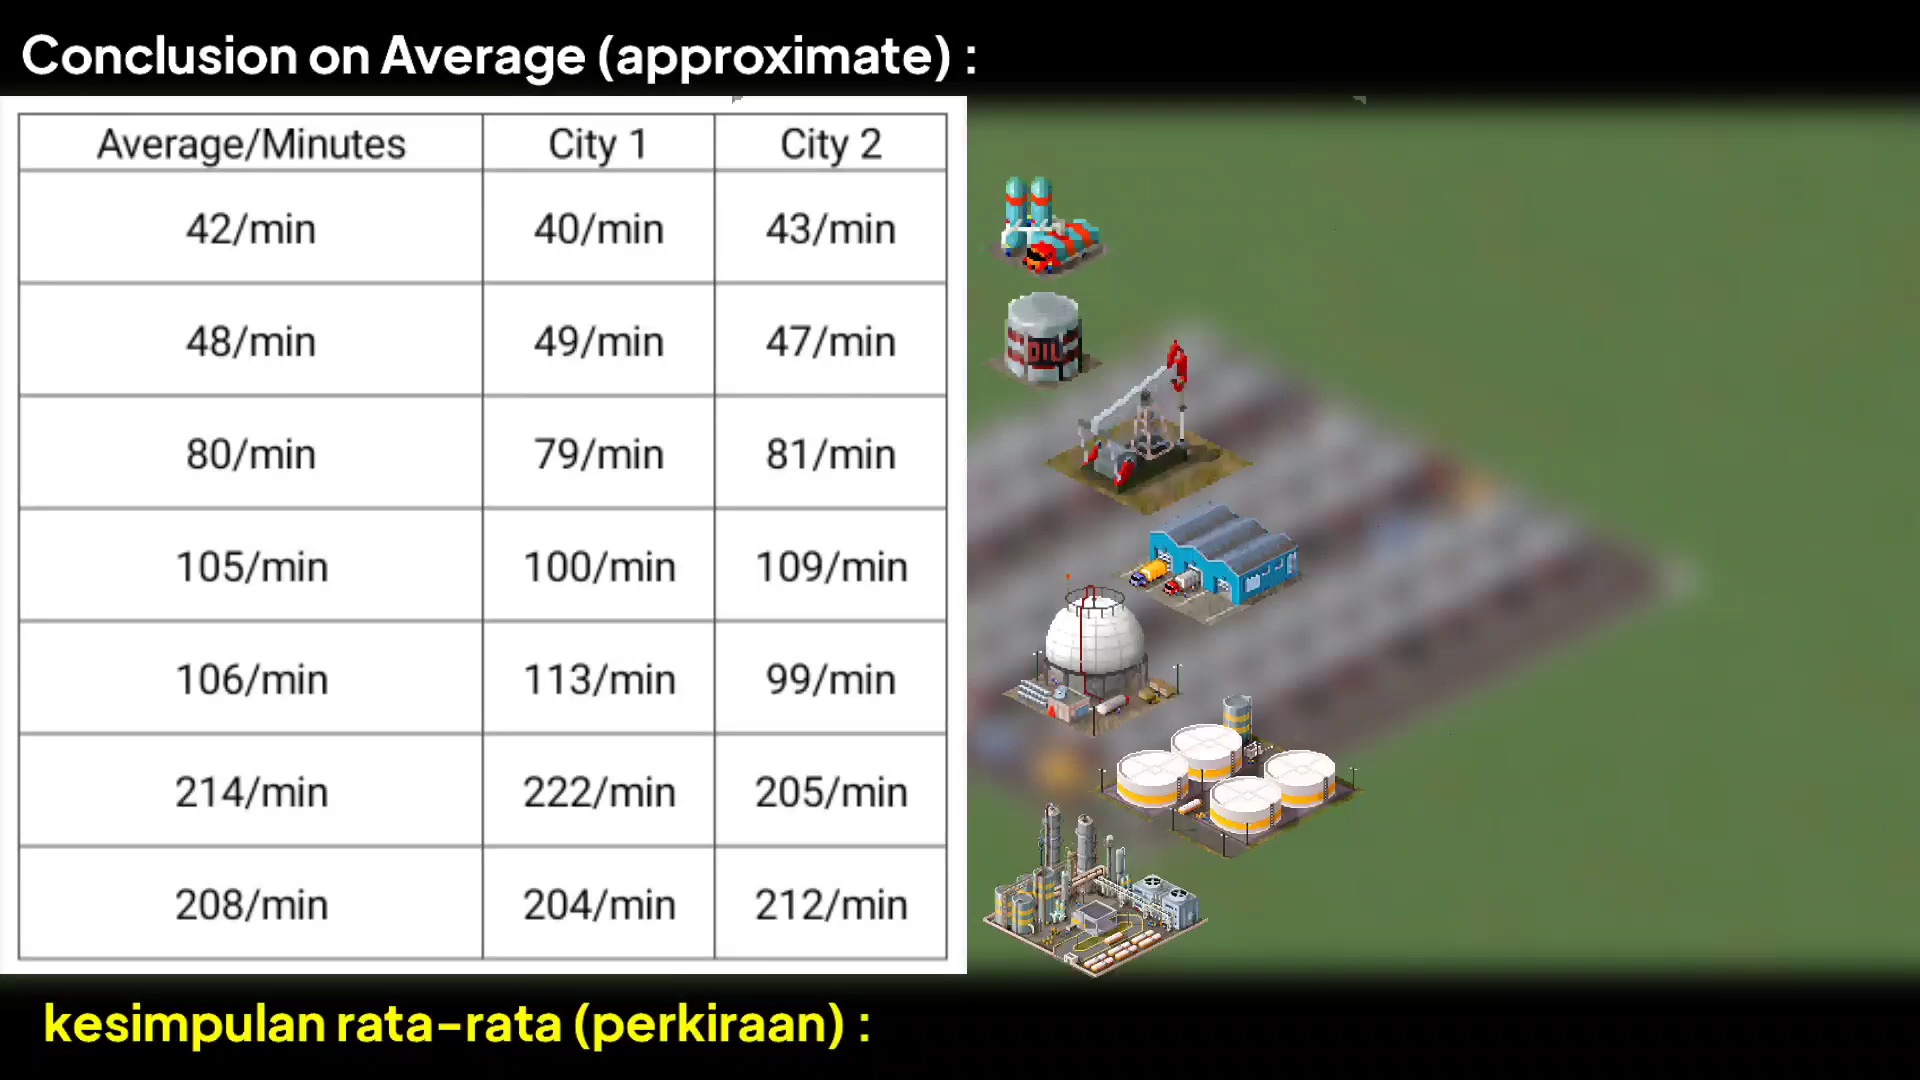 Conclusion on Average (approximate) :
Average/Minutes City 1 City 2
42/min 40/min 43/min
48/min 49/min 47/min
80/min 79/min 81/min
105/min 100/min 109/min
106/min 113/min 99/min
214/min 222/min 205/min
208/min 204/min 212/min
OIL
kesimpulan rata-rata (perkiraan) :